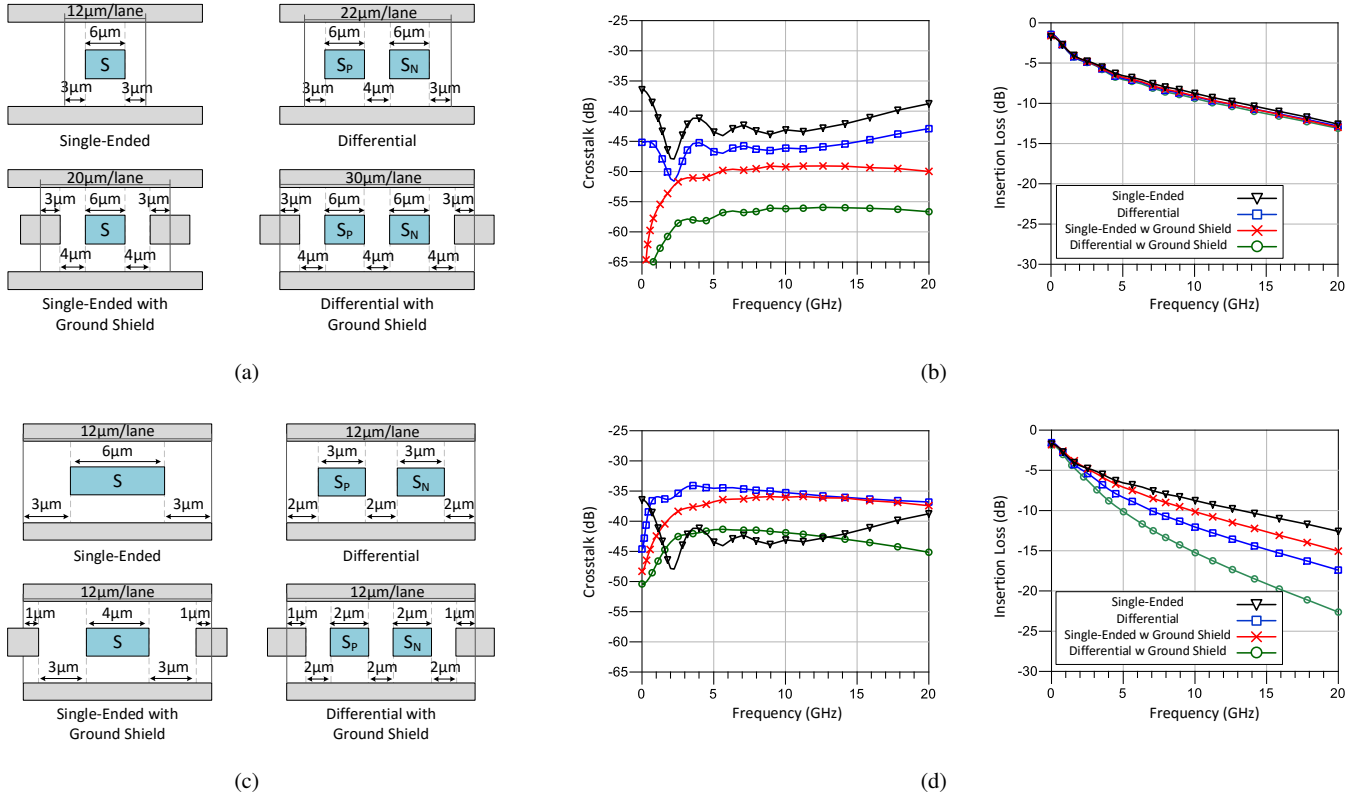 12μm/lane
6μm
S
3μm
3μm
Single-Ended
22μm/lane
6μm
6μm
SP
SN
3μm
4μm
3μm
Differential
20μm/lane
3μm
6μm
3μm
S
4μm
4μm
Single-Ended with
Ground Shield
30μm/lane
3μm
6μm
6μm
3μm
SP
SN
4μm
4μm
4μm
Differential with
Ground Shield
(a)
Crosstalk (dB)
-25
-30
-35
-40
-45
-50
-55
-60
-65
0
5
10
15
20
Frequency (GHz)
Insertion Loss (dB)
0
-5
-10
-15
-20
-25
-30
Single-Ended
Differential
Single-Ended w Ground Shield
Differential w Ground Shield
0
5
10
15
20
Frequency (GHz)
(b)
12μm/lane
6μm
S
3μm
3μm
Single-Ended
12μm/lane
3μm
3μm
SP
SN
2μm
2μm
2μm
Differential
12μm/lane
1μm
4μm
1μm
S
3μm
3μm
Single-Ended with
Ground Shield
12μm/lane
1μm
2μm
2μm
1μm
SP
SN
2μm
2μm
2μm
Differential with
Ground Shield
(c)
Crosstalk (dB)
-25
-30
-35
-40
-45
-50
-55
-60
-65
0
5
10
15
20
Frequency (GHz)
Insertion Loss (dB)
0
-5
-10
-15
-20
-25
-30
Single-Ended
Differential
Single-Ended w Ground Shield
Differential w Ground Shield
0
5
10
15
20
Frequency (GHz)
(d)